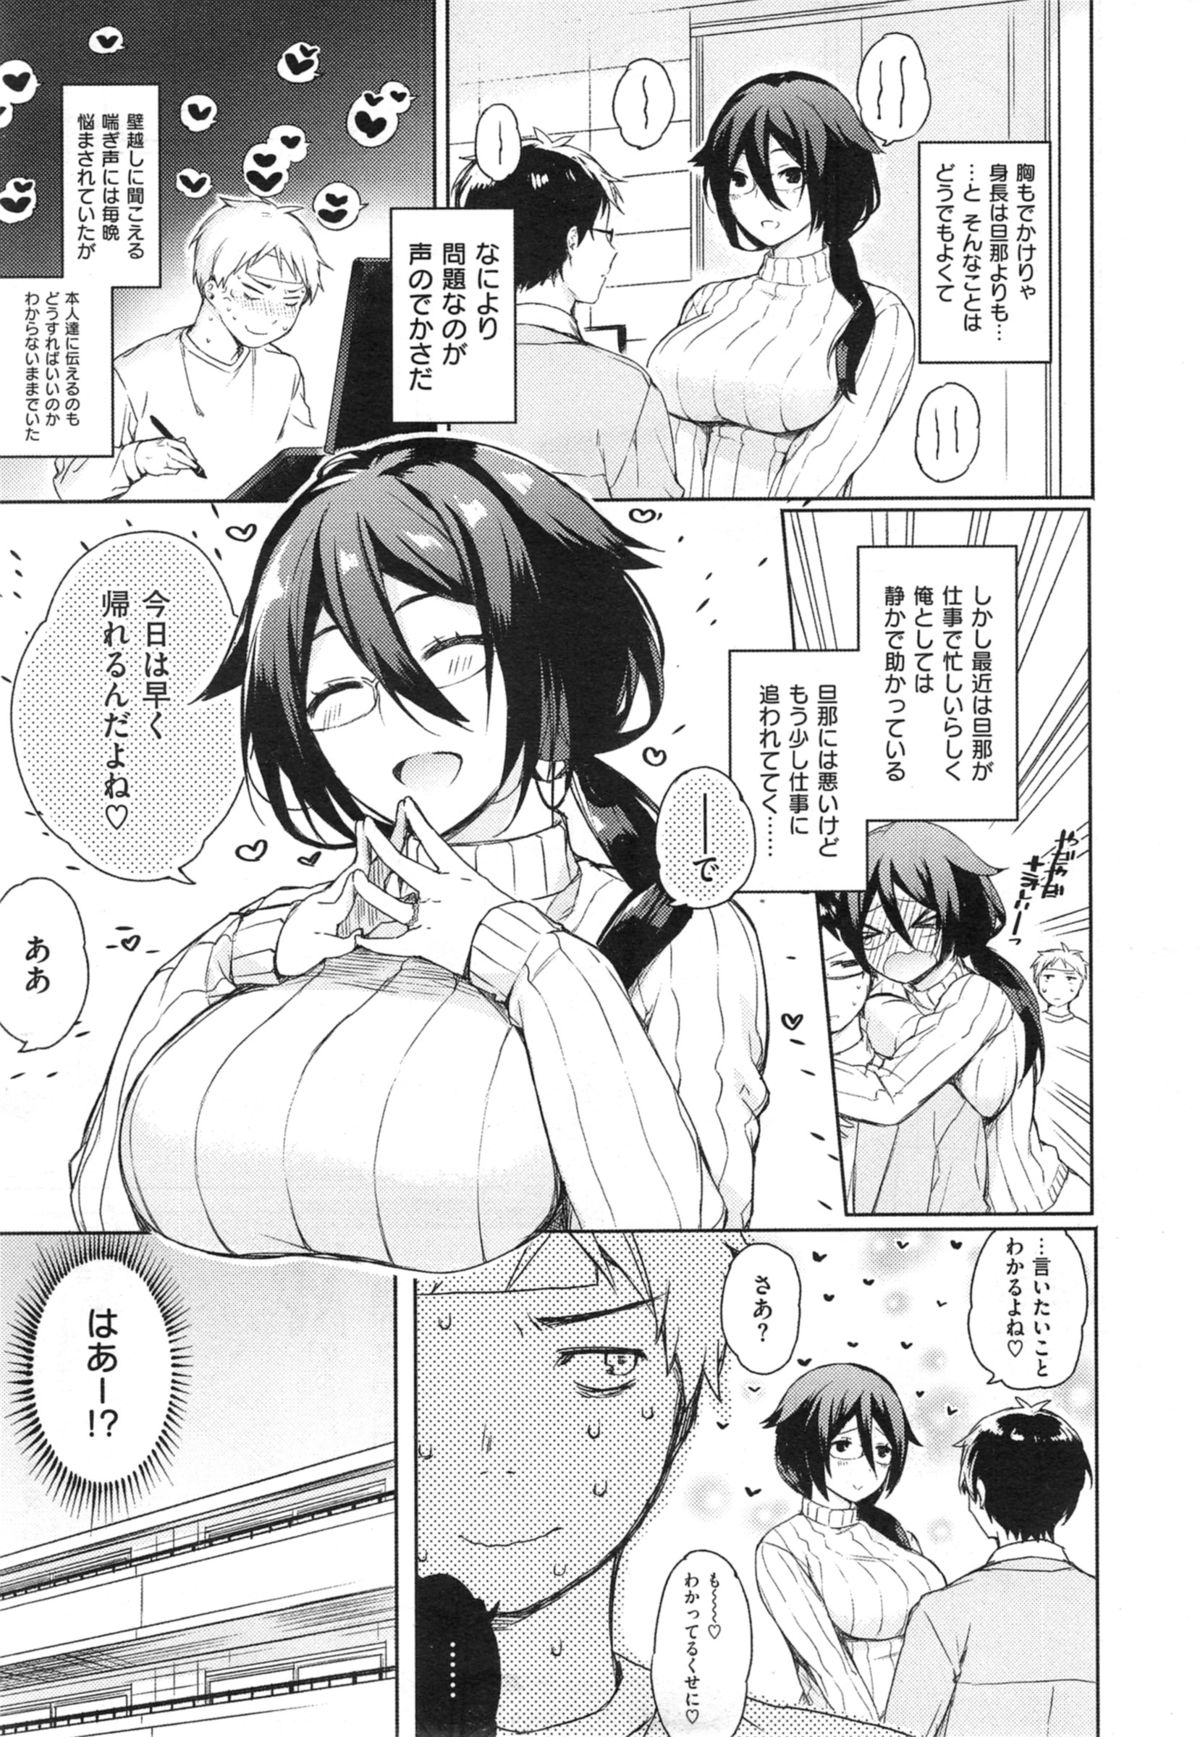 胸もでかけりゃ
身長は旦那よりも…
…と そんなことは
どうでもよくて
なにより
問題なのが
声のでかさだ
壁越しに聞こえる
喘ぎ声には毎晩
悩まされていたが
本人達に伝えるのも
どうすればいいのか
わからないままでいた
しかし最近は旦那が
仕事で忙しいらしく
俺としては
静かで助かっている
旦那には悪いけど
もう少し仕事に
追われててく……
――で
今日は早く
帰れるんだよね♡
ああ
…言いたいこと
わかるよね♡
さあ?
も〜〜〜♡
わかってるくせに♡
……
はあー!?